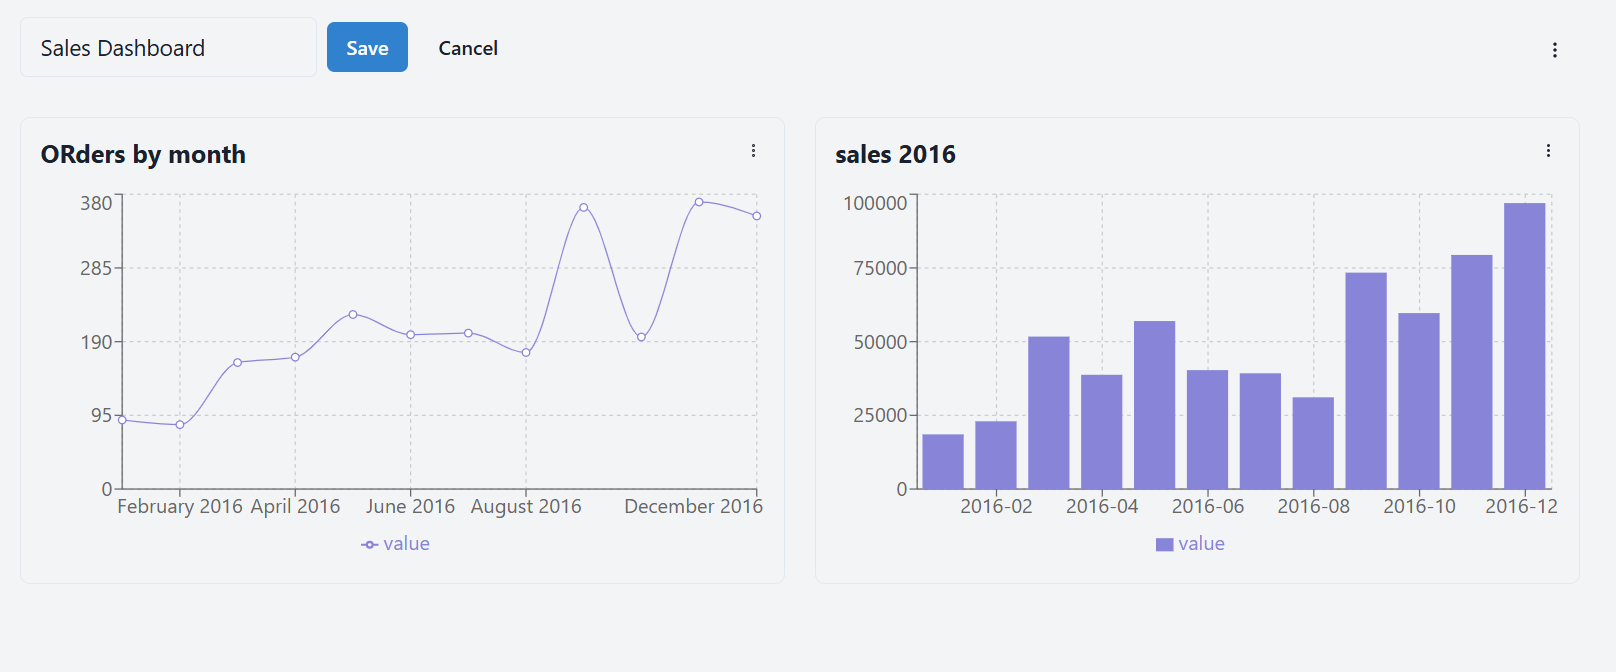 Sales Dashboard Save Cancel
ORders by month
380
285
190
95
0
February 2016 April 2016 June 2016 August 2016 December 2016
value
sales 2016
100000
75000
50000
25000
0
2016-02 2016-04 2016-06 2016-08 2016-10 2016-12
value